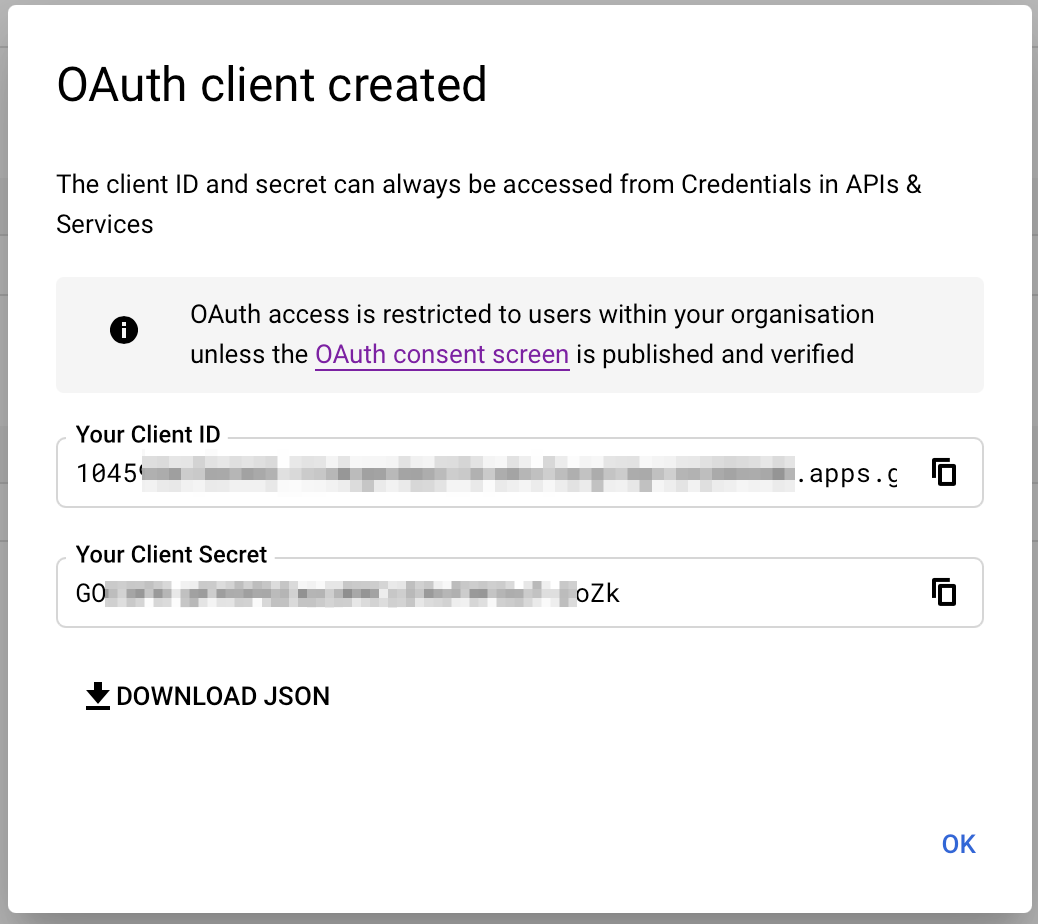 OAuth client created
The client ID and secret can always be accessed from Credentials in APIs &
Services
OAuth access is restricted to users within your organisation
unless the OAuth consent screen is published and verified
Your Client ID
1045 .apps.g
Your Client Secret
GO oZk
DOWNLOAD JSON
OK